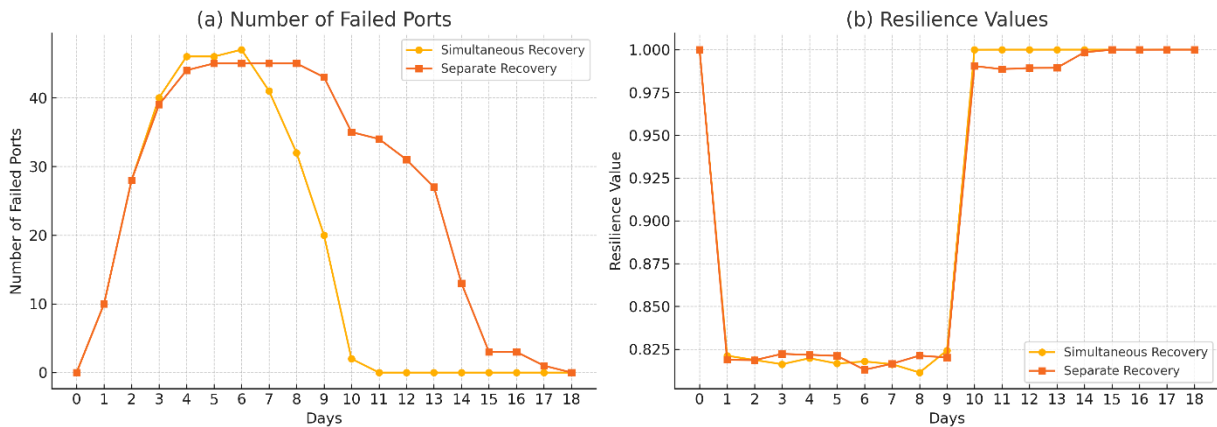 (a) Number of Failed Ports
Number of Failed Ports
40
30
20
10
0
Simultaneous Recovery
Separate Recovery
0 1 2 3 4 5 6 7 8 9 10 11 12 13 14 15 16 17 18
Days
(b) Resilience Values
Resilience Value
1.000
0.975
0.950
0.925
0.900
0.875
0.850
0.825
Simultaneous Recovery
Separate Recovery
0 1 2 3 4 5 6 7 8 9 10 11 12 13 14 15 16 17 18
Days